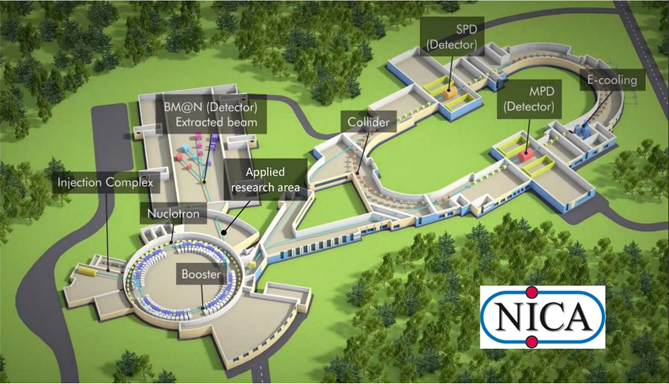 SPD
(Detector)
MPD
(Detector)
E-cooling
BM@N (Detector)
Extracted beam
Collider
Applied
research area
Injection Complex
Nuclotron
Booster
NICA